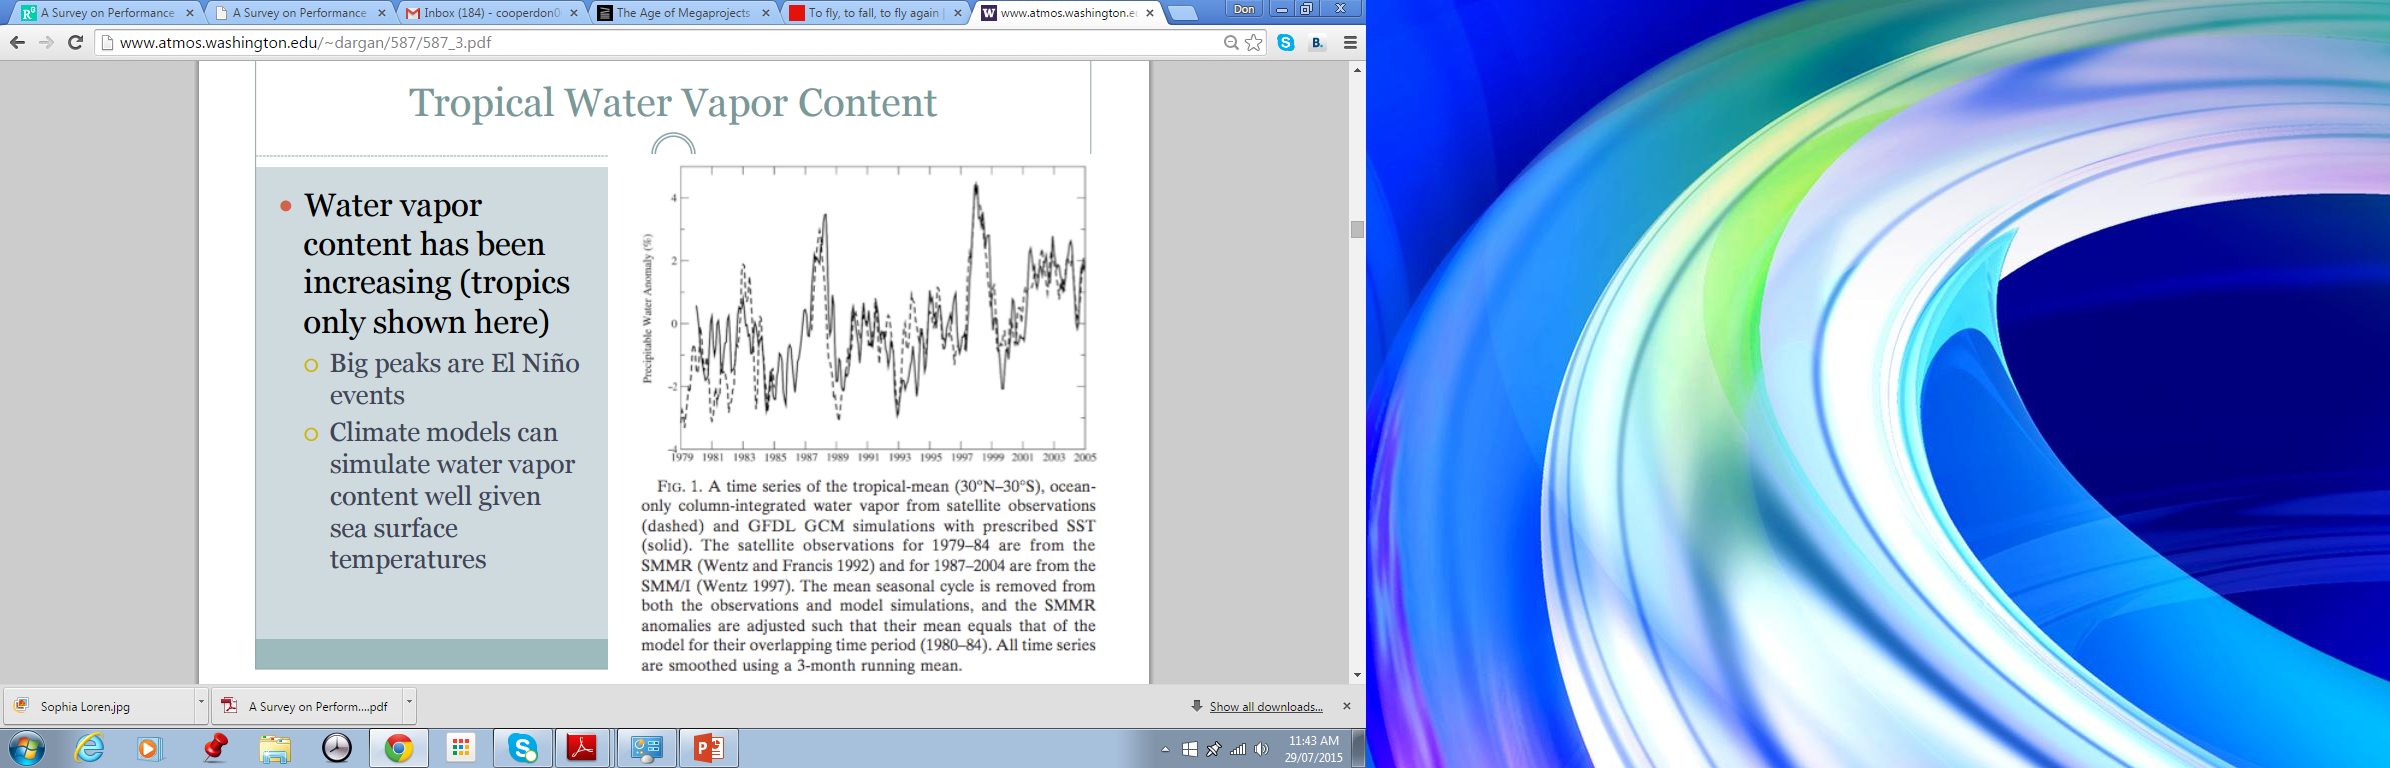 A Survey on Performance
A Survey on Performance
Inbox (184) - cooperdon0
The Age of Megaprojects
To fly, to fall, to fly again |
www.atmos.washington.e
Don
www.atmos.washington.edu/~dargan/587/587_3.pdf
B.
Tropical Water Vapor Content
• Water vapor
content has been
increasing (tropics
only shown here)
Big peaks are El Niño
events
Climate models can
simulate water vapor
content well given
sea surface
temperatures
Precipitable Water Anomaly (%)
4
2
0
-2
-4
1979 1981 1983 1985 1987 1989 1991 1993 1995 1997 1999 2001 2003 2005
FIG. 1. A time series of the tropical-mean (30°N–30°S), ocean-
only column-integrated water vapor from satellite observations
(dashed) and GFDL GCM simulations with prescribed SST
(solid). The satellite observations for 1979–84 are from the
SMMR (Wentz and Francis 1992) and for 1987–2004 are from the
SMM/I (Wentz 1997). The mean seasonal cycle is removed from
both the observations and model simulations, and the SMMR
anomalies are adjusted such that their mean equals that of the
model for their overlapping time period (1980–84). All time series
are smoothed using a 3-month running mean.
Sophia Loren.jpg
A Survey on Perform....pdf
Show all downloads...
11:43 AM
29/07/2015